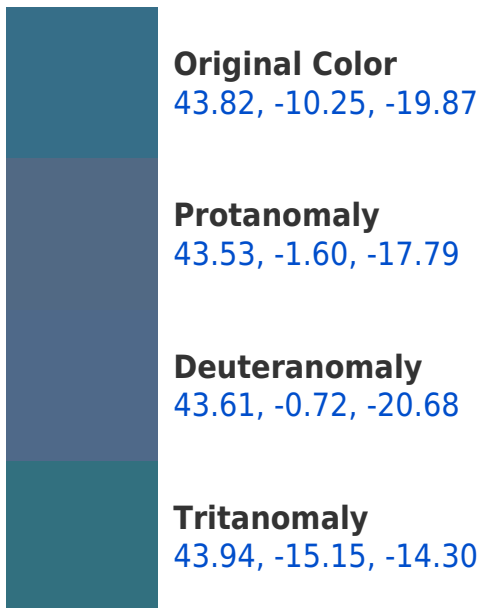 Original Color
43.82, -10.25, -19.87
Protanomaly
43.53, -1.60, -17.79
Deuteranomaly
43.61, -0.72, -20.68
Tritanomaly
43.94, -15.15, -14.30